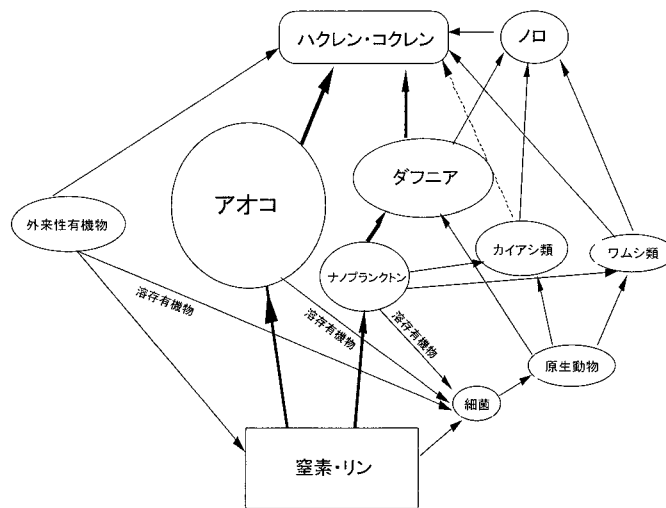 ハクレン・コクレン
ノロ
アオコ
ダフニア
外来性有機物
カイアシ類
ワムシ類
ナノプランクトン
溶存有機物
溶存有機物
溶存有機物
原生動物
細菌
窒素・リン